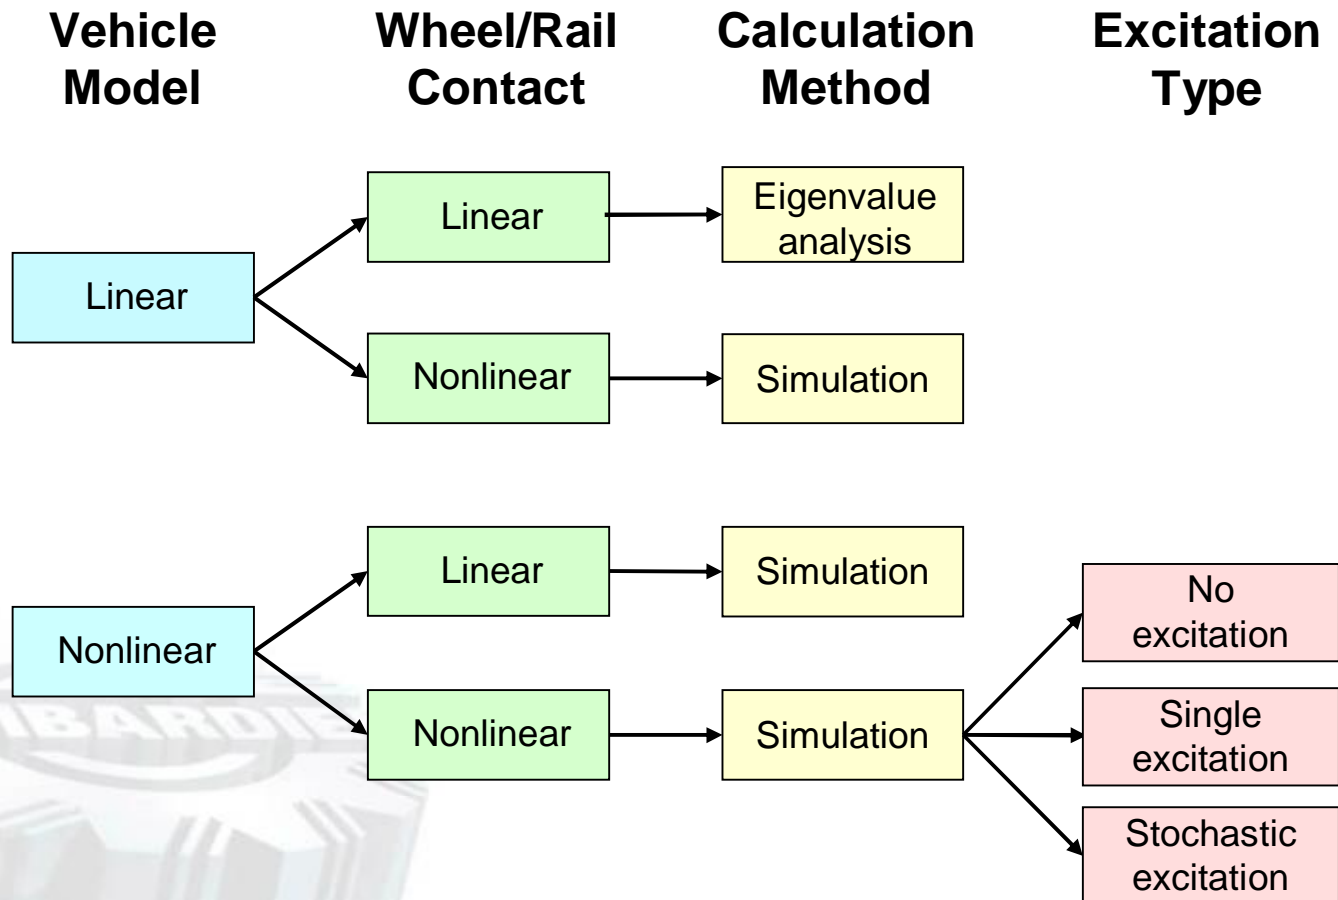 Vehicle
Model
Wheel/Rail
Contact
Calculation
Method
Excitation
Type
Linear
Linear
Eigenvalue
analysis
Nonlinear
Simulation
Nonlinear
Linear
Simulation
Nonlinear
Simulation
No
excitation
Single
excitation
Stochastic
excitation
IBARDIE